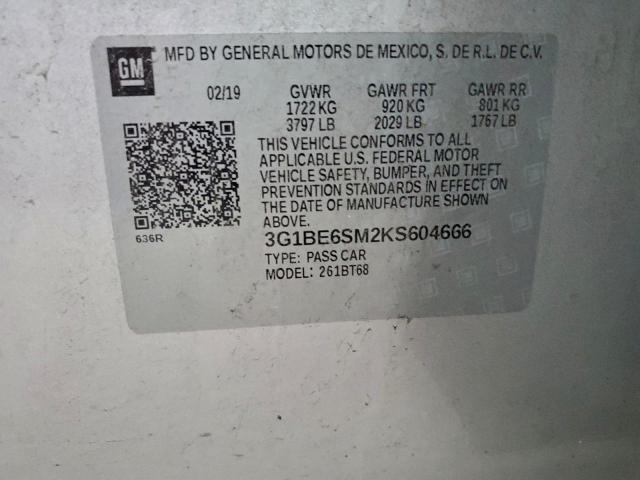 GM
MFD BY GENERAL MOTORS DE MEXICO, S. DE R.L. DE C.V.
02/19 GVWR GAWR FRT GAWR RR
1722 KG 920 KG 801 KG
3797 LB 2029 LB 1767 LB
THIS VEHICLE CONFORMS TO ALL
APPLICABLE U.S. FEDERAL MOTOR
VEHICLE SAFETY, BUMPER, AND THEFT
PREVENTION STANDARDS IN EFFECT ON
THE DATE OF MANUFACTURE SHOWN
ABOVE.
636R 3G1BE6SM2KS604666
TYPE: PASS CAR
MODEL: 261BT68